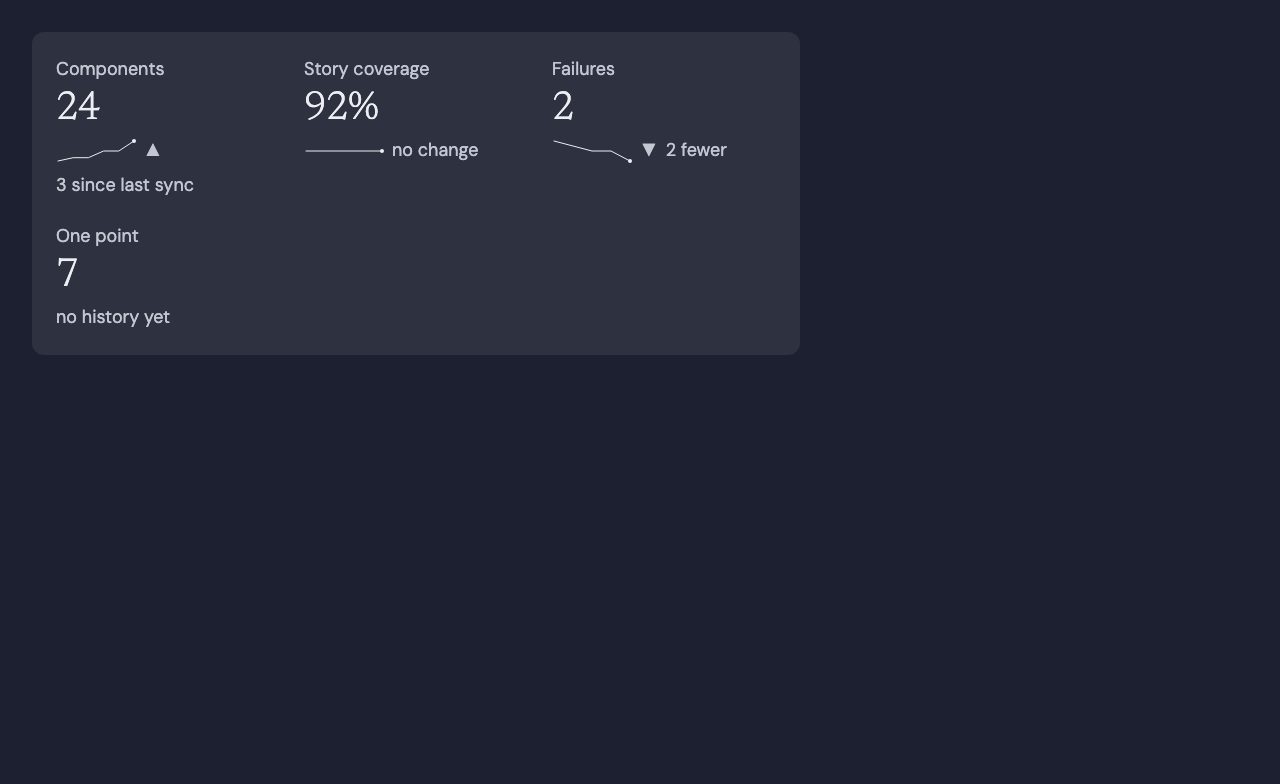 Components
24
▲
3 since last sync
Story coverage
92%
no change
Failures
2
▼ 2 fewer
One point
7
no history yet